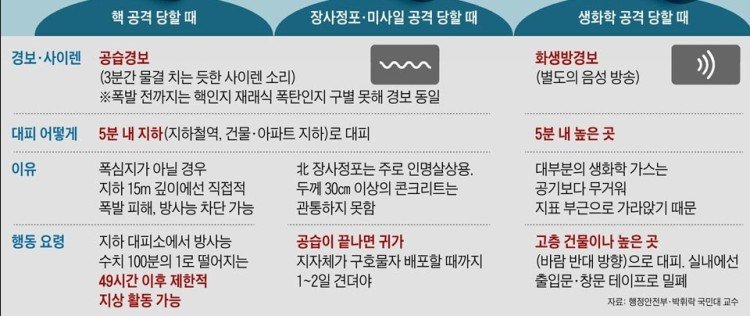 핵 공격 당할 때
장사정포·미사일 공격 당할 때
생화학 공격 당할 때
경보·사이렌
공습경보
(3분간 물결 치는 듯한 사이렌 소리)
※폭발 전까지는 핵인지 재래식 폭탄인지 구별 못해 경보 동일
화생방경보
(별도의 음성 방송)
대피 어떻게
5분 내 지하(지하철역, 건물·아파트 지하)로 대피
5분 내 높은 곳
이유
폭심지가 아닐 경우
지하 15m 깊이에선 직접적
폭발 피해, 방사능 차단 가능
北 장사정포는 주로 인명살상용.
두께 30㎝ 이상의 콘크리트는
관통하지 못함
대부분의 생화학 가스는
공기보다 무거워
지표 부근으로 가라앉기 때문
행동 요령
지하 대피소에서 방사능
수치 100분의 1로 떨어지는
49시간 이후 제한적
지상 활동 가능
공습이 끝나면 귀가
지자체가 구호물자 배포할 때까지
1~2일 견뎌야
고층 건물이나 높은 곳
(바람 반대 방향)으로 대피. 실내에선
출입문·창문 테이프로 밀폐
자료: 행정안전부·박휘락 국민대 교수